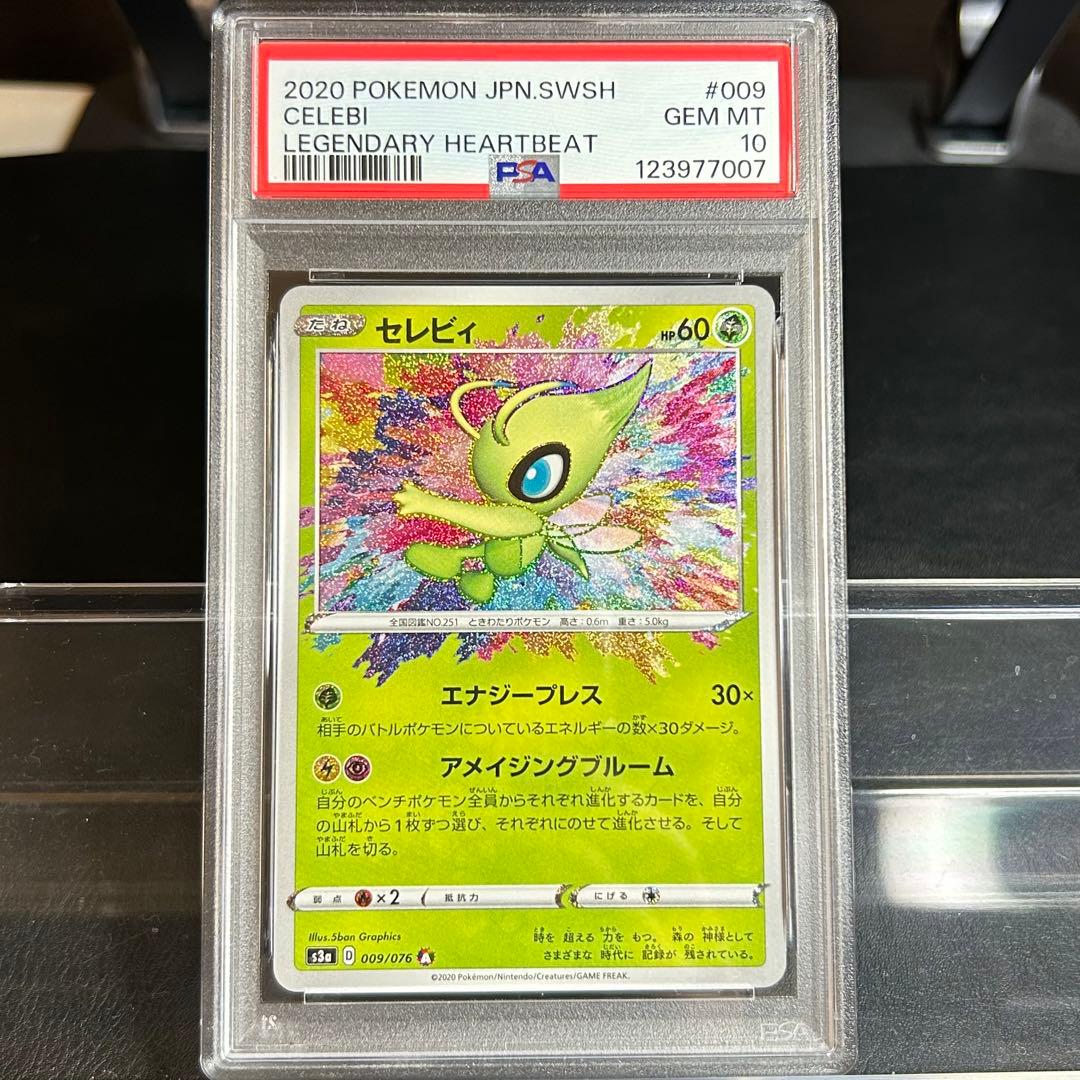 2020 POKEMON JPN.SWSH #009
CELEBI GEM MT
LEGENDARY HEARTBEAT 10
PSA 123977007
たね セレビィ HP60
全国図鑑NO.251 ときわたりポケモン 高さ:0.6m 重さ:5.0kg
エナジープレス 30×
相手のバトルポケモンについているエネルギーの数×30ダメージ。
アメイジングブルーム
自分のベンチポケモン全員からそれぞれ進化するカードを、自分
の山札から1枚ずつ選び、それぞれにのせて進化させる。そして
山札を切る。
弱点 ×2 抵抗力 にげる
Illus.5ban Graphics
時を 超える 力を もつ。 森の 神様として
さまざまな 時代に 記録が 残されている。
s3a D 009/076 A
©2020 Pokémon/Nintendo/Creatures/GAME FREAK.
PSA